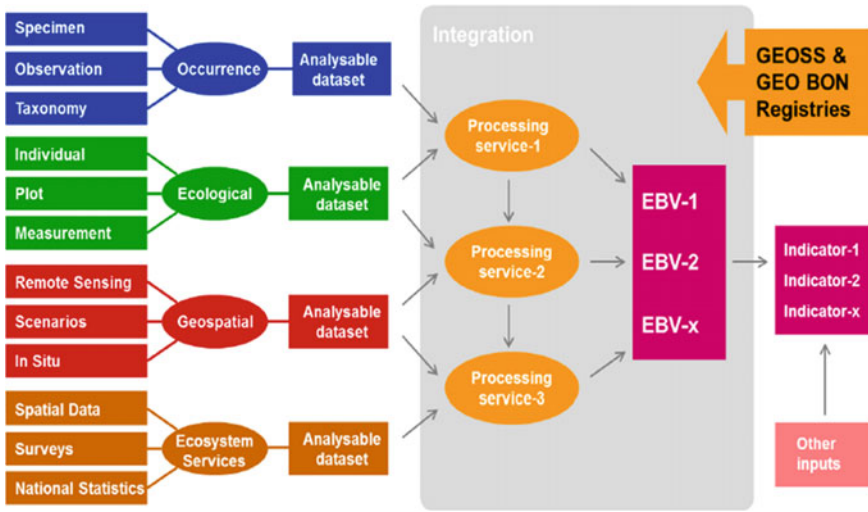 Specimen
Observation
Taxonomy
Occurrence
Analysable
dataset
Individual
Plot
Measurement
Ecological
Analysable
dataset
Remote Sensing
Scenarios
In Situ
Geospatial
Analysable
dataset
Spatial Data
Surveys
National Statistics
Ecosystem
Services
Analysable
dataset
Integration
Processing
service-1
Processing
service-2
Processing
service-3
EBV-1
EBV-2
EBV-x
GEOSS &
GEO BON
Registries
Indicator-1
Indicator-2
Indicator-x
Other
inputs